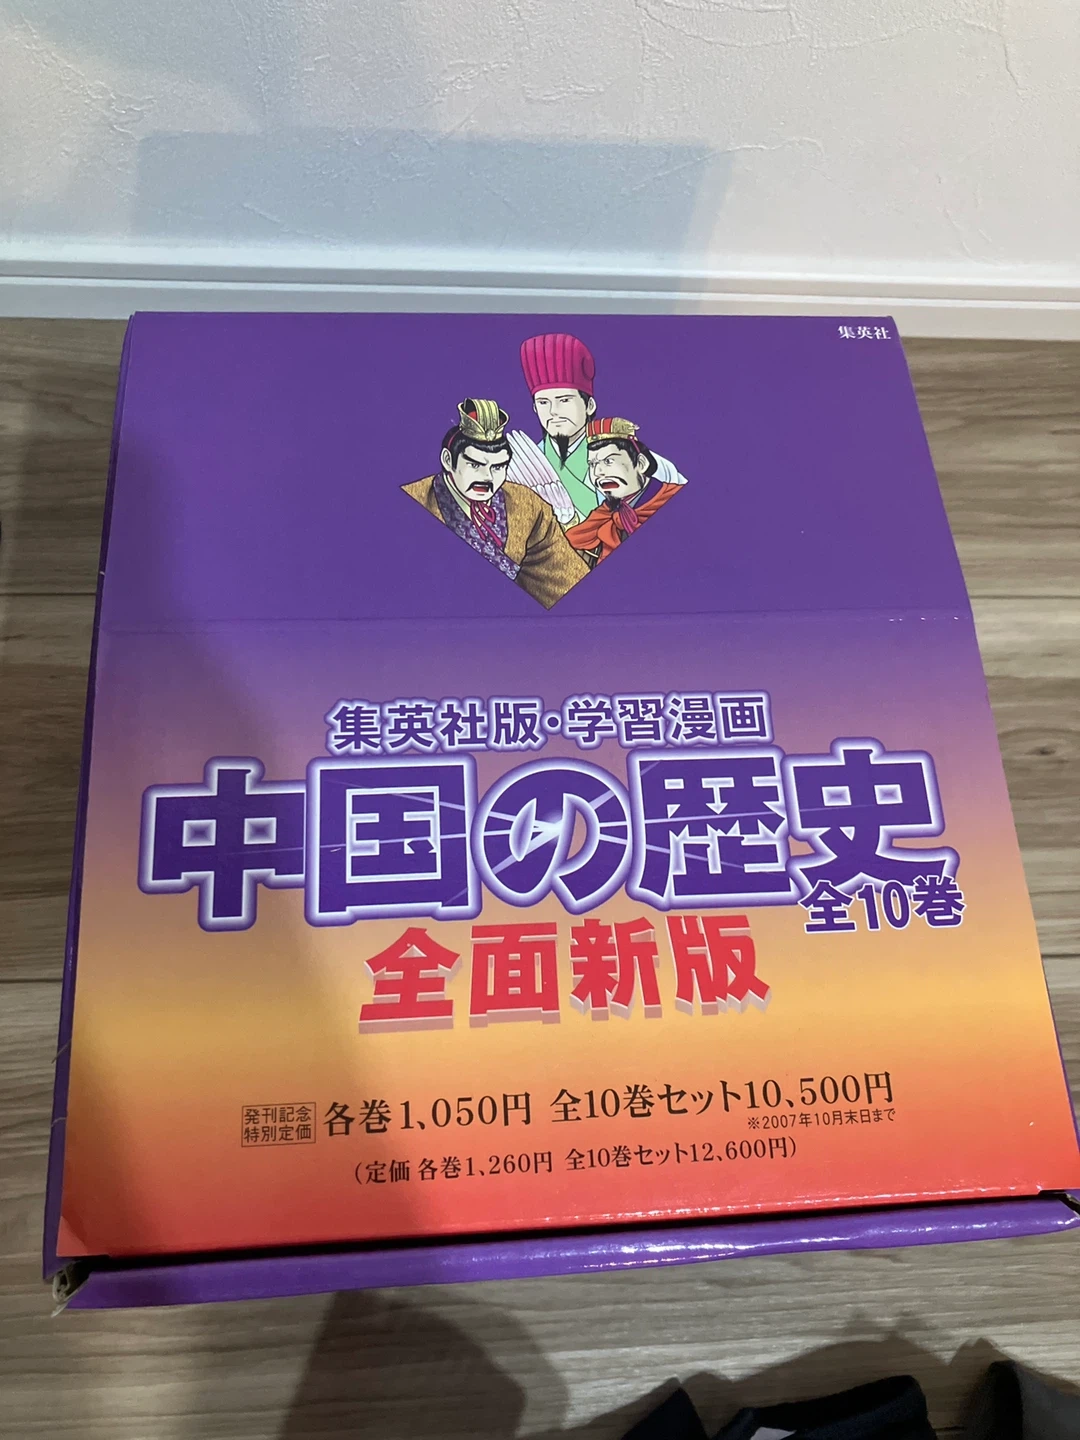 集英社
集英社版・学習漫画
中国の歴史
全10巻
全面新版
発刊記念
特別定価
各巻1,050円 全10巻セット10,500円
※2007年10月末日まで
（定価 各巻1,260円 全10巻セット12,600円）